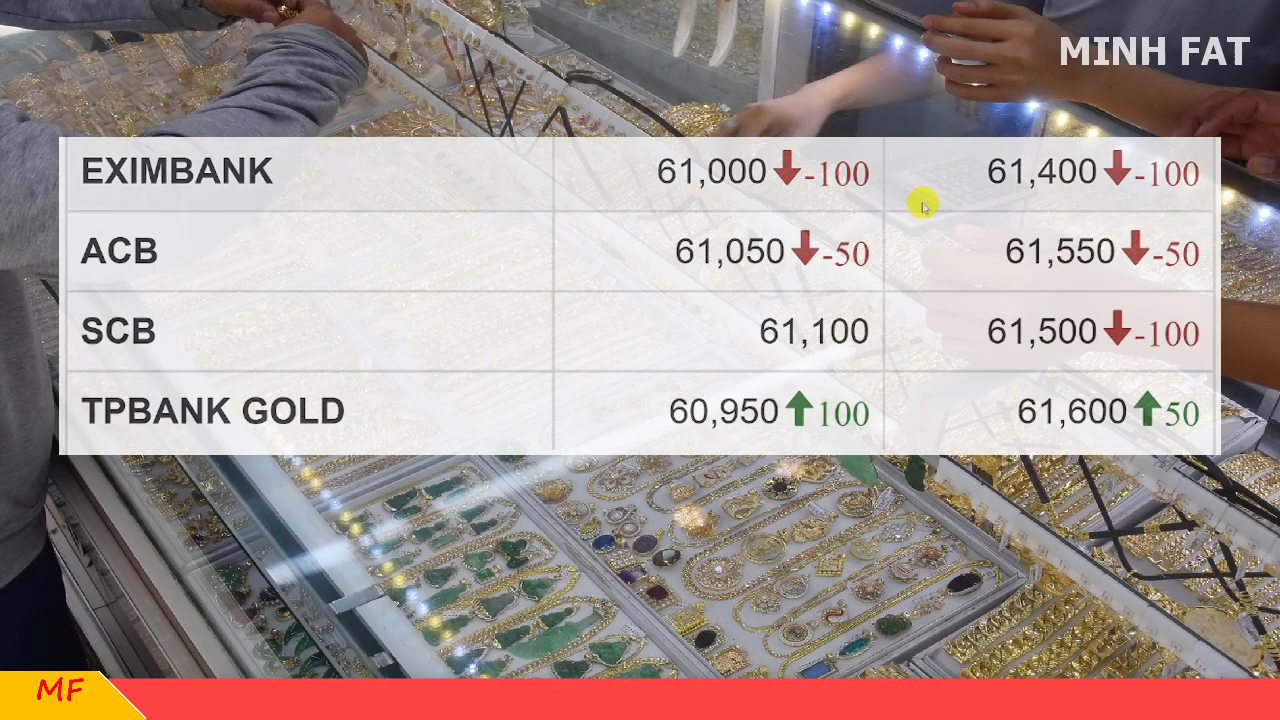 MINH FAT
EXIMBANK 61,000 -100 61,400 -100
ACB 61,050 -50 61,550 -50
SCB 61,100 61,500 -100
TPBANK GOLD 60,950 100 61,600 50
MF